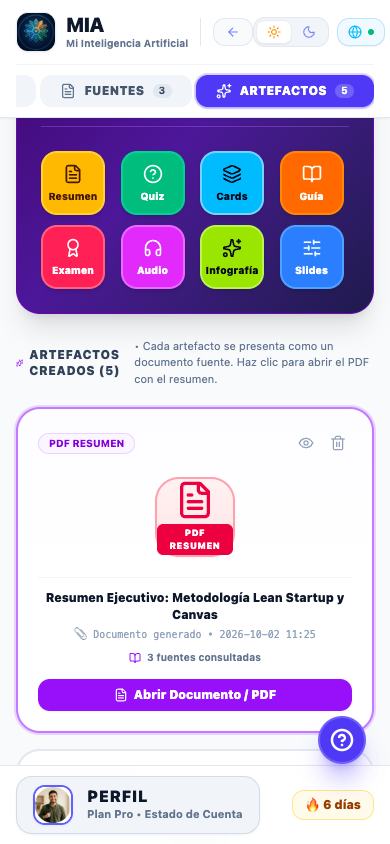 MIA
Mi Inteligencia Artificial
FUENTES 3
ARTEFACTOS 5
Resumen
Quiz
Cards
Guía
Examen
Audio
Infografía
Slides
ARTEFACTOS
CREADOS (5)
• Cada artefacto se presenta como un
documento fuente. Haz clic para abrir el PDF
con el resumen.
PDF RESUMEN
PDF
RESUMEN
Resumen Ejecutivo: Metodología Lean Startup y
Canvas
Documento generado • 2026-10-02 11:25
3 fuentes consultadas
Abrir Documento / PDF
PERFIL
Plan Pro • Estado de Cuenta
6 días